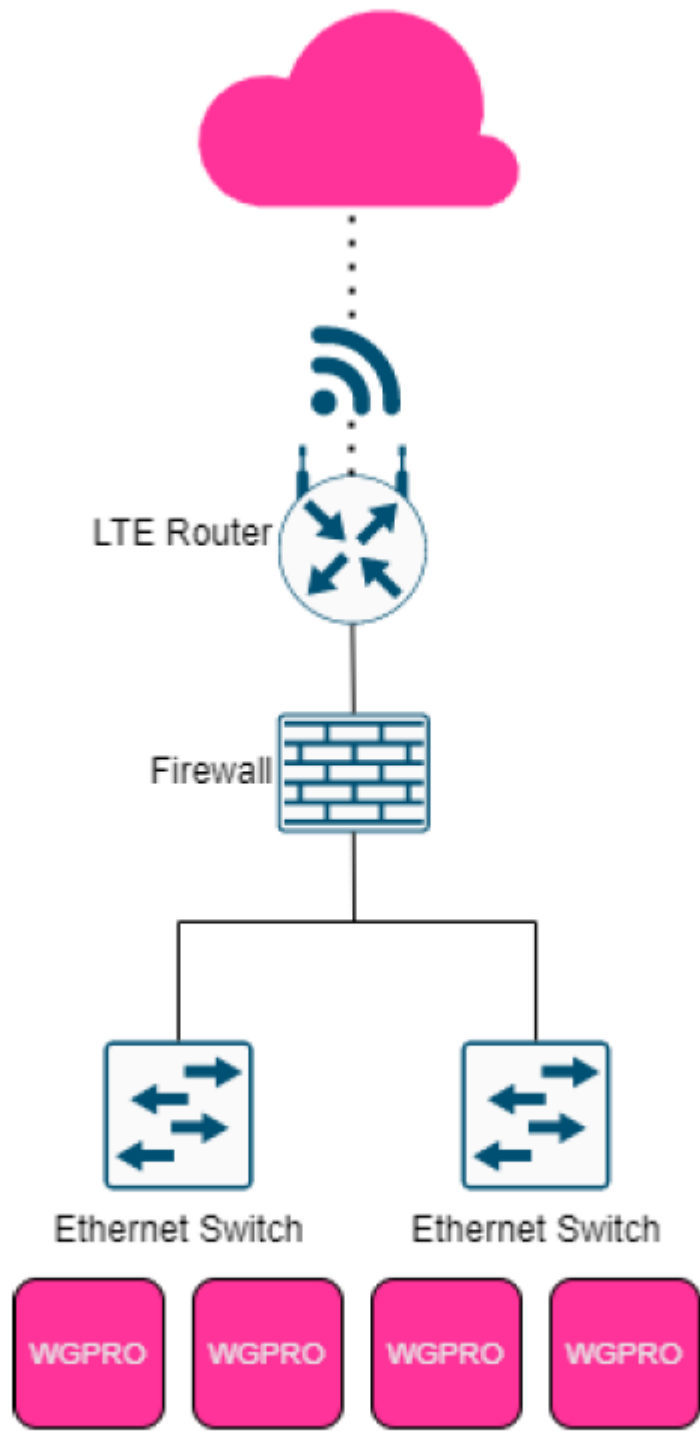 LTE Router
Firewall
Ethernet Switch
Ethernet Switch
WGPRO
WGPRO
WGPRO
WGPRO